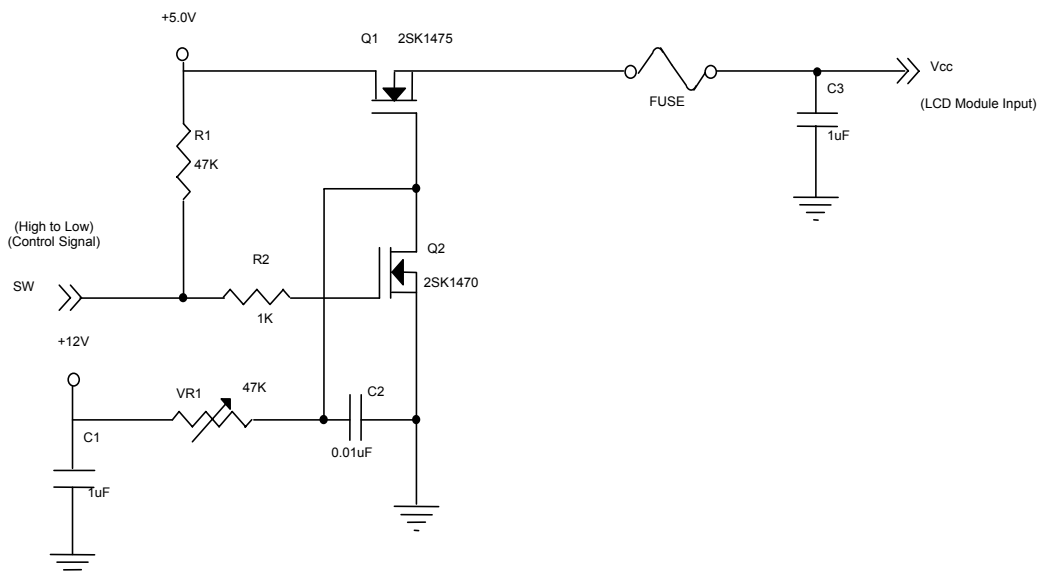 +5.0V
Q1 2SK1475
Vcc
FUSE
C3
(LCD Module Input)
R1
1uF
47K
(High to Low)
(Control Signal)
Q2
R2
2SK1470
SW
1K
+12V
VR1 47K C2
C1
0.01uF
1uF